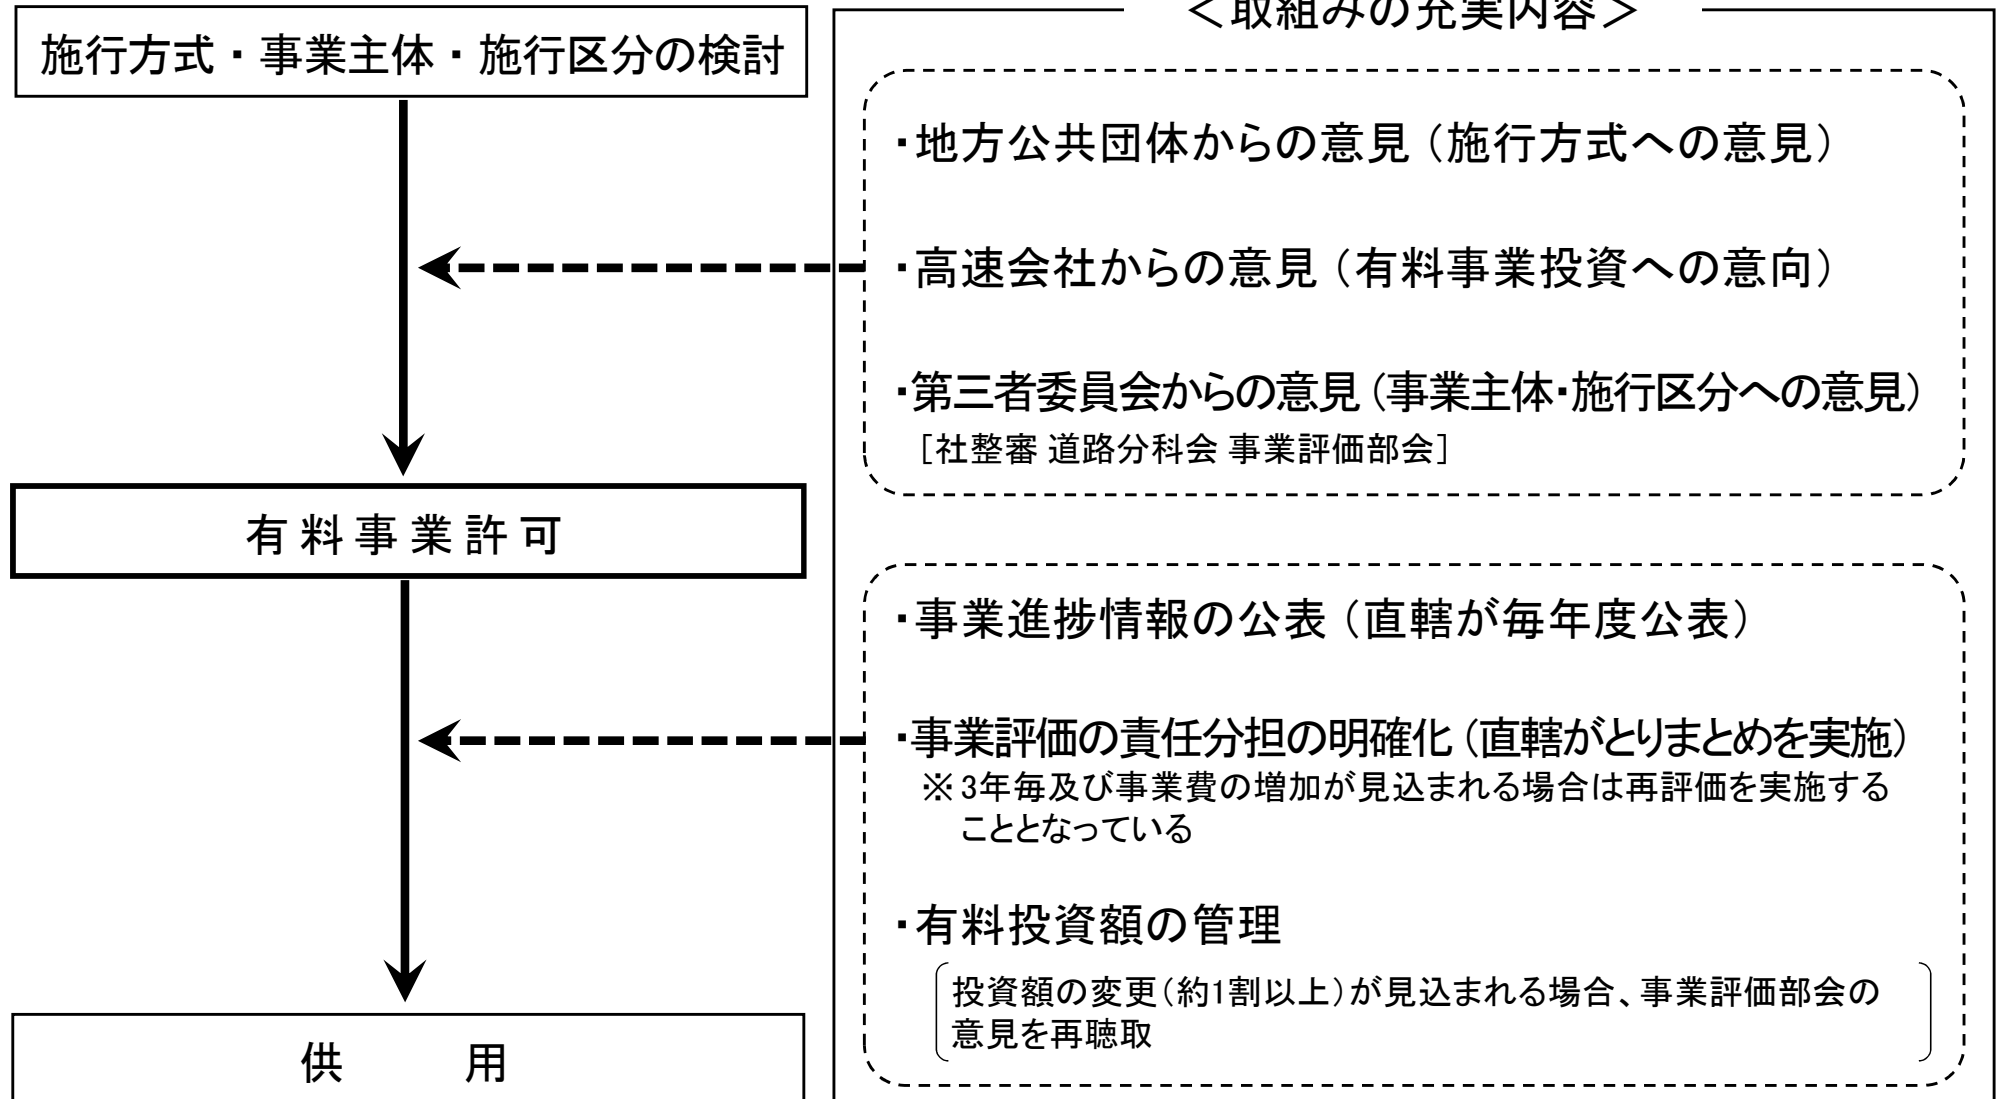 施行方式・事業主体・施行区分の検討
有料事業許可
供　用
＜取組みの充実内容＞
・地方公共団体からの意見（施行方式への意見）
・高速会社からの意見（有料事業投資への意向）
・第三者委員会からの意見（事業主体・施行区分への意見）
［社整審 道路分科会 事業評価部会］
・事業進捗情報の公表（直轄が毎年度公表）
・事業評価の責任分担の明確化（直轄がとりまとめを実施）
※3年毎及び事業費の増加が見込まれる場合は再評価を実施する
こととなっている
・有料投資額の管理
投資額の変更（約1割以上）が見込まれる場合、事業評価部会の
意見を再聴取